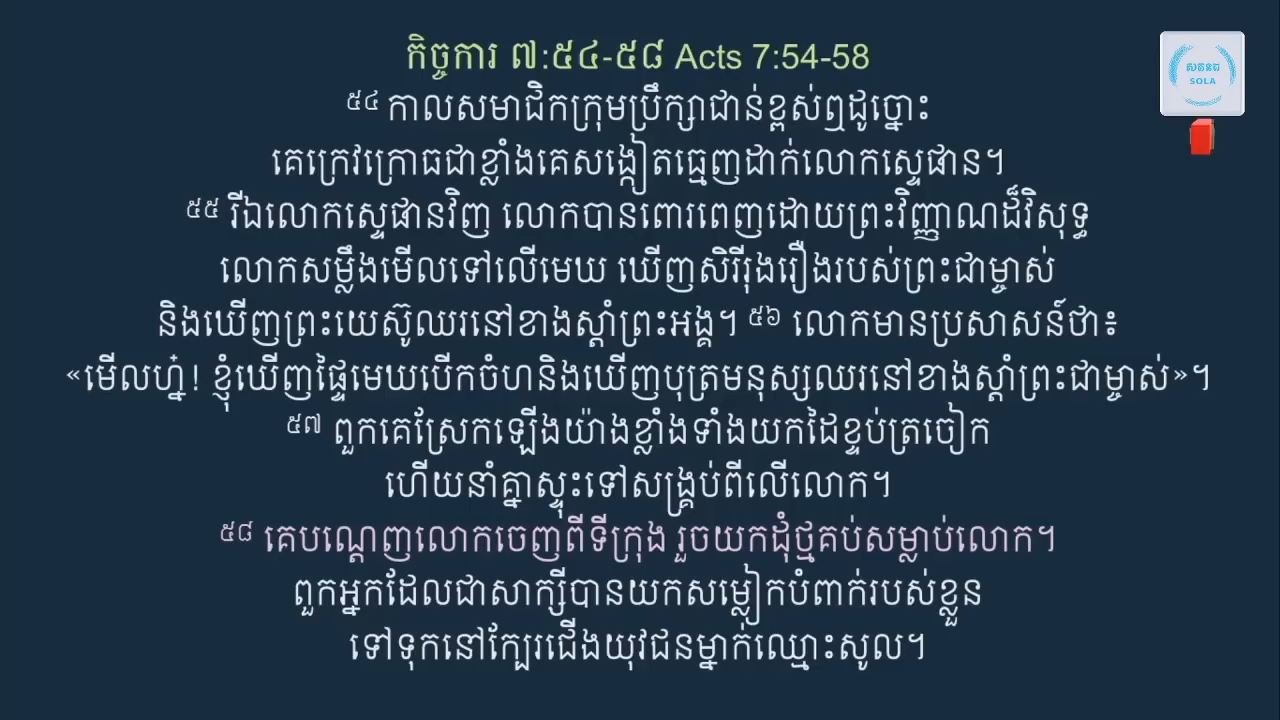 កិច្ចការ ៧:៥៤-៥៨ Acts 7:54-58
សគនធ
SOLA
៥៤ កាលសមាជិកក្រុមប្រឹក្សាជាន់ខ្ពស់ឮដូច្នោះ
គេក្រេវក្រោធជាខ្លាំងគេសង្កៀតធ្មេញដាក់លោកស្ទេផាន។
៥៥ រីឯលោកស្ទេផានវិញ លោកបានពោរពេញដោយព្រះវិញ្ញាណដ៏វិសុទ្ធ
លោកសម្លឹងមើលទៅលើមេឃ ឃើញសិរីរុងរឿងរបស់ព្រះជាម្ចាស់
និងឃើញព្រះយេស៊ូឈរនៅខាងស្ដាំព្រះអង្គ។ ៥៦ លោកមានប្រសាសន៍ថា៖
«មើលហ្ន៎! ខ្ញុំឃើញផ្ទៃមេឃបើកចំហនិងឃើញបុត្រមនុស្សឈរនៅខាងស្ដាំព្រះជាម្ចាស់»។
៥៧ ពួកគេស្រែកឡើងយ៉ាងខ្លាំងទាំងយកដៃខ្ទប់ត្រចៀក
ហើយនាំគ្នាស្ទុះទៅសង្គ្រប់ពីលើលោក។
៥៨ គេបណ្ដេញលោកចេញពីទីក្រុង រួចយកដុំថ្មគប់សម្លាប់លោក។
ពួកអ្នកដែលជាសាក្សីបានយកសម្លៀកបំពាក់របស់ខ្លួន
ទៅទុកនៅក្បែរជើងយុវជនម្នាក់ឈ្មោះសូល។